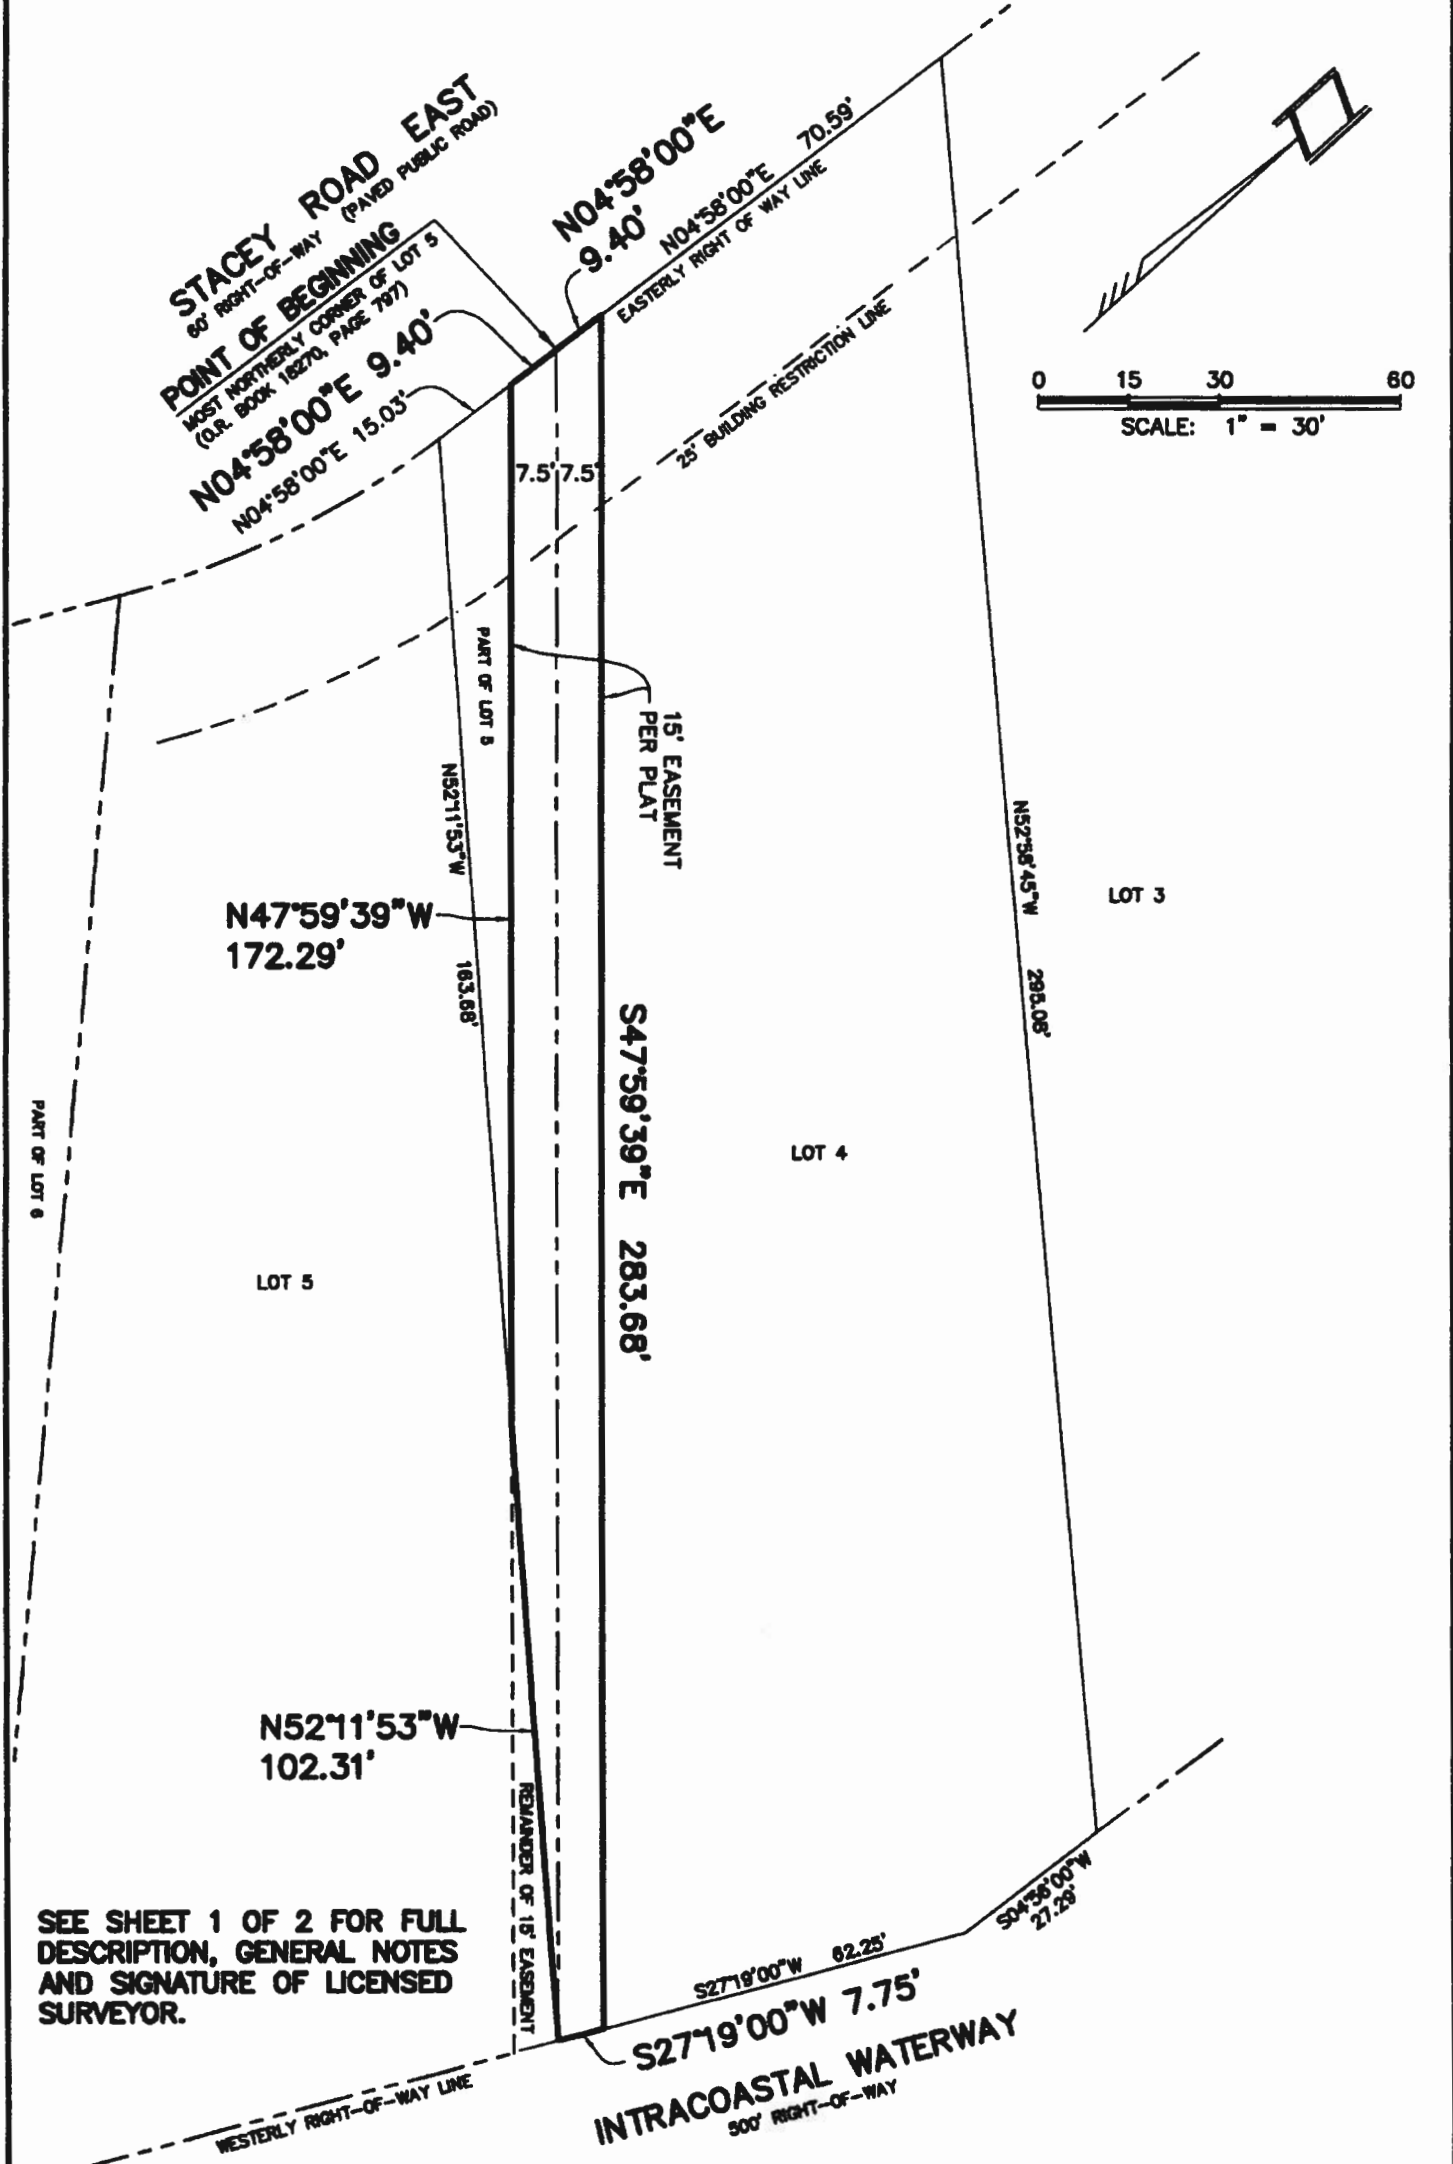 STACEY ROAD EAST
60' RIGHT-OF-WAY (PAVED PUBLIC ROAD)
POINT OF BEGINNING
MOST NORTHERLY CORNER OF LOT 5
(O.R. BOOK 18270, PAGE 797)
N04°58'00"E 9.40'
N04°58'00"E 15.03'
N04°58'00"E
9.40'
N04°58'00"E 70.59'
EASTERLY RIGHT OF WAY LINE
25' BUILDING RESTRICTION LINE
0 15 30 60
SCALE: 1" = 30'
7.5' 7.5'
PART OF LOT 5
15' EASEMENT
PER PLAT
N52°11'53"W 163.68'
N47°59'39"W
172.29'
S47°59'39"E 283.68'
N52°58'45"W 295.08'
LOT 3
LOT 4
PART OF LOT 6
LOT 5
N52°11'53"W
102.31'
REMAINDER OF 15' EASEMENT
SEE SHEET 1 OF 2 FOR FULL
DESCRIPTION, GENERAL NOTES
AND SIGNATURE OF LICENSED
SURVEYOR.
S04°56'00"W
27.29'
S27°19'00"W 62.25'
S27°19'00"W 7.75'
INTRACOASTAL WATERWAY
500' RIGHT-OF-WAY
WESTERLY RIGHT-OF-WAY LINE